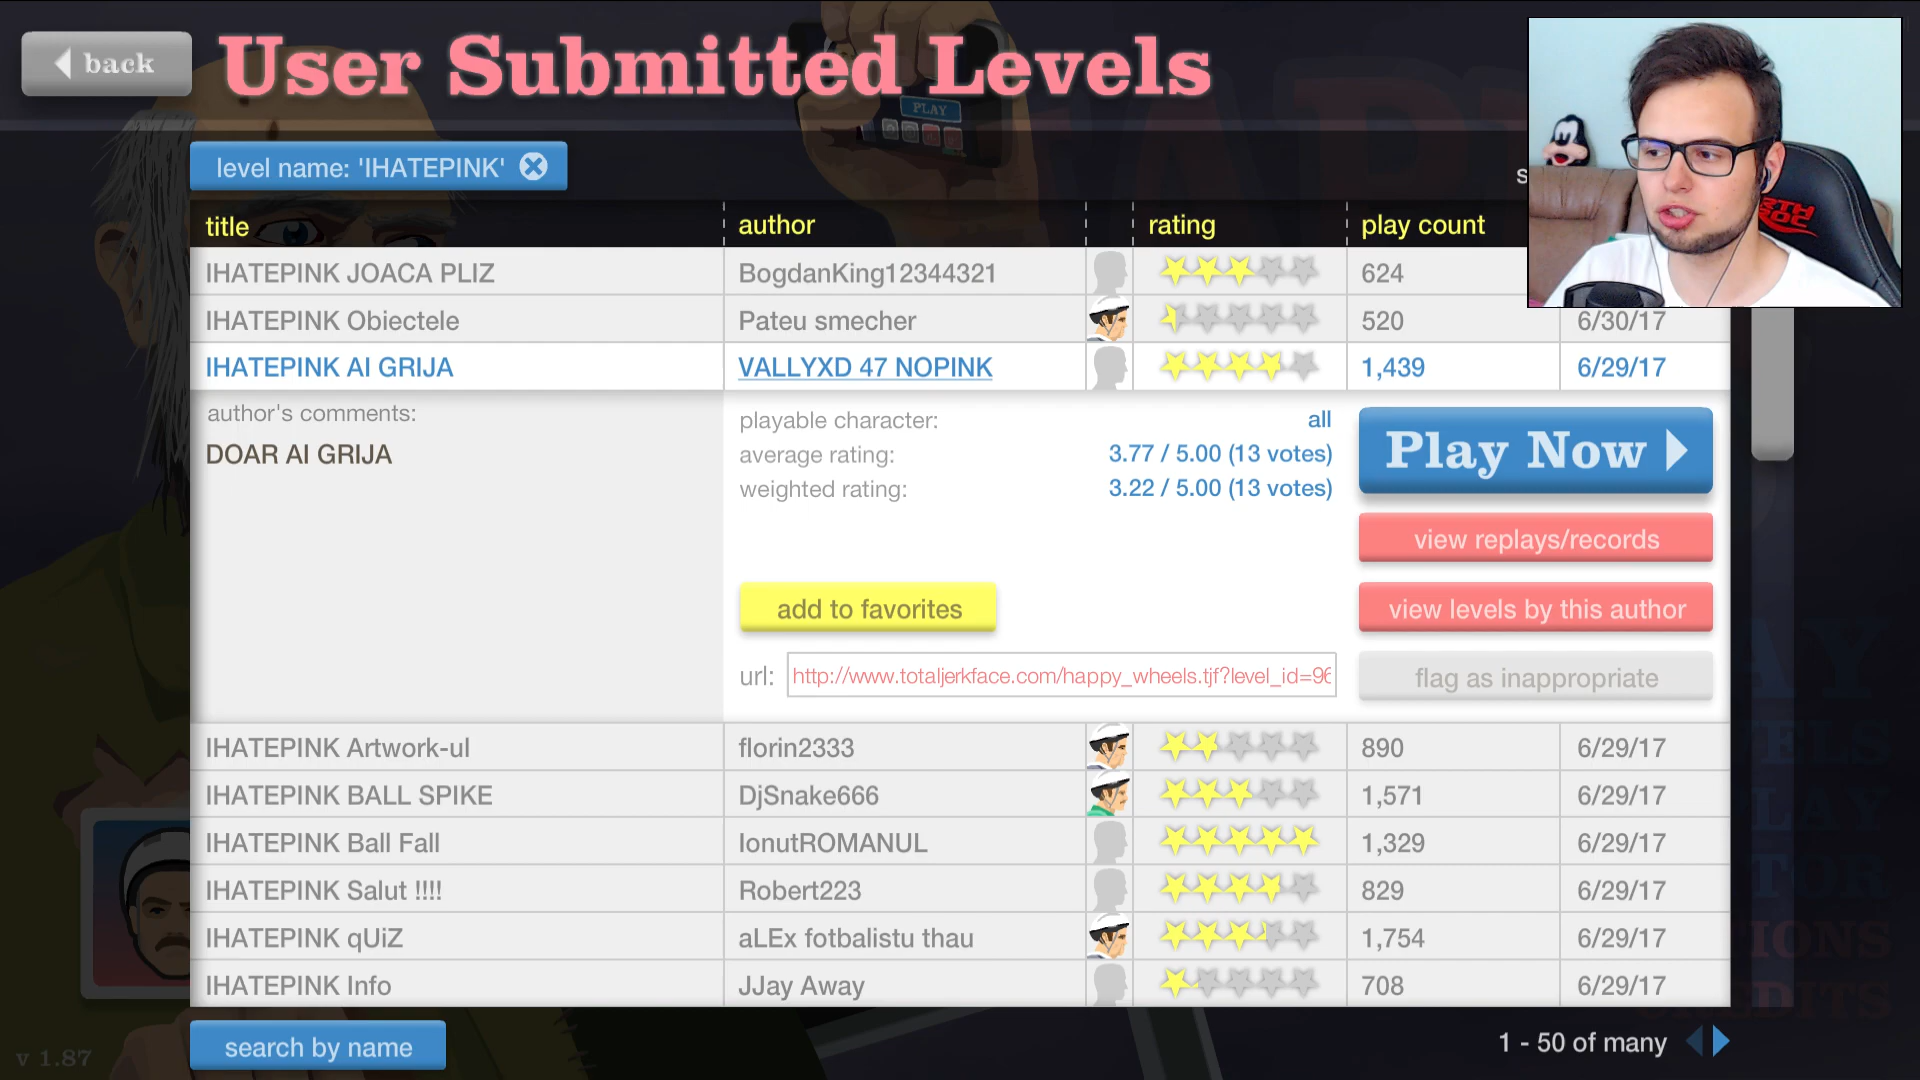 back
User Submitted Levels
PLAY
level name: 'IHATEPINK'
title author rating play count
IHATEPINK JOACA PLIZ BogdanKing12344321 624
IHATEPINK Obiectele Pateu smecher 520 6/30/17
IHATEPINK AI GRIJA VALLYXD 47 NOPINK 1,439 6/29/17
author's comments:
DOAR AI GRIJA
playable character: all
average rating: 3.77 / 5.00 (13 votes)
weighted rating: 3.22 / 5.00 (13 votes)
Play Now
view replays/records
add to favorites
view levels by this author
url: http://www.totaljerkface.com/happy_wheels.tjf?level_id=96
flag as inappropriate
IHATEPINK Artwork-ul florin2333 890 6/29/17
IHATEPINK BALL SPIKE DjSnake666 1,571 6/29/17
IHATEPINK Ball Fall IonutROMANUL 1,329 6/29/17
IHATEPINK Salut !!!! Robert223 829 6/29/17
IHATEPINK qUiZ aLEx fotbalistu thau 1,754 6/29/17
IHATEPINK Info JJay Away 708 6/29/17
search by name
1 - 50 of many
v 1.87